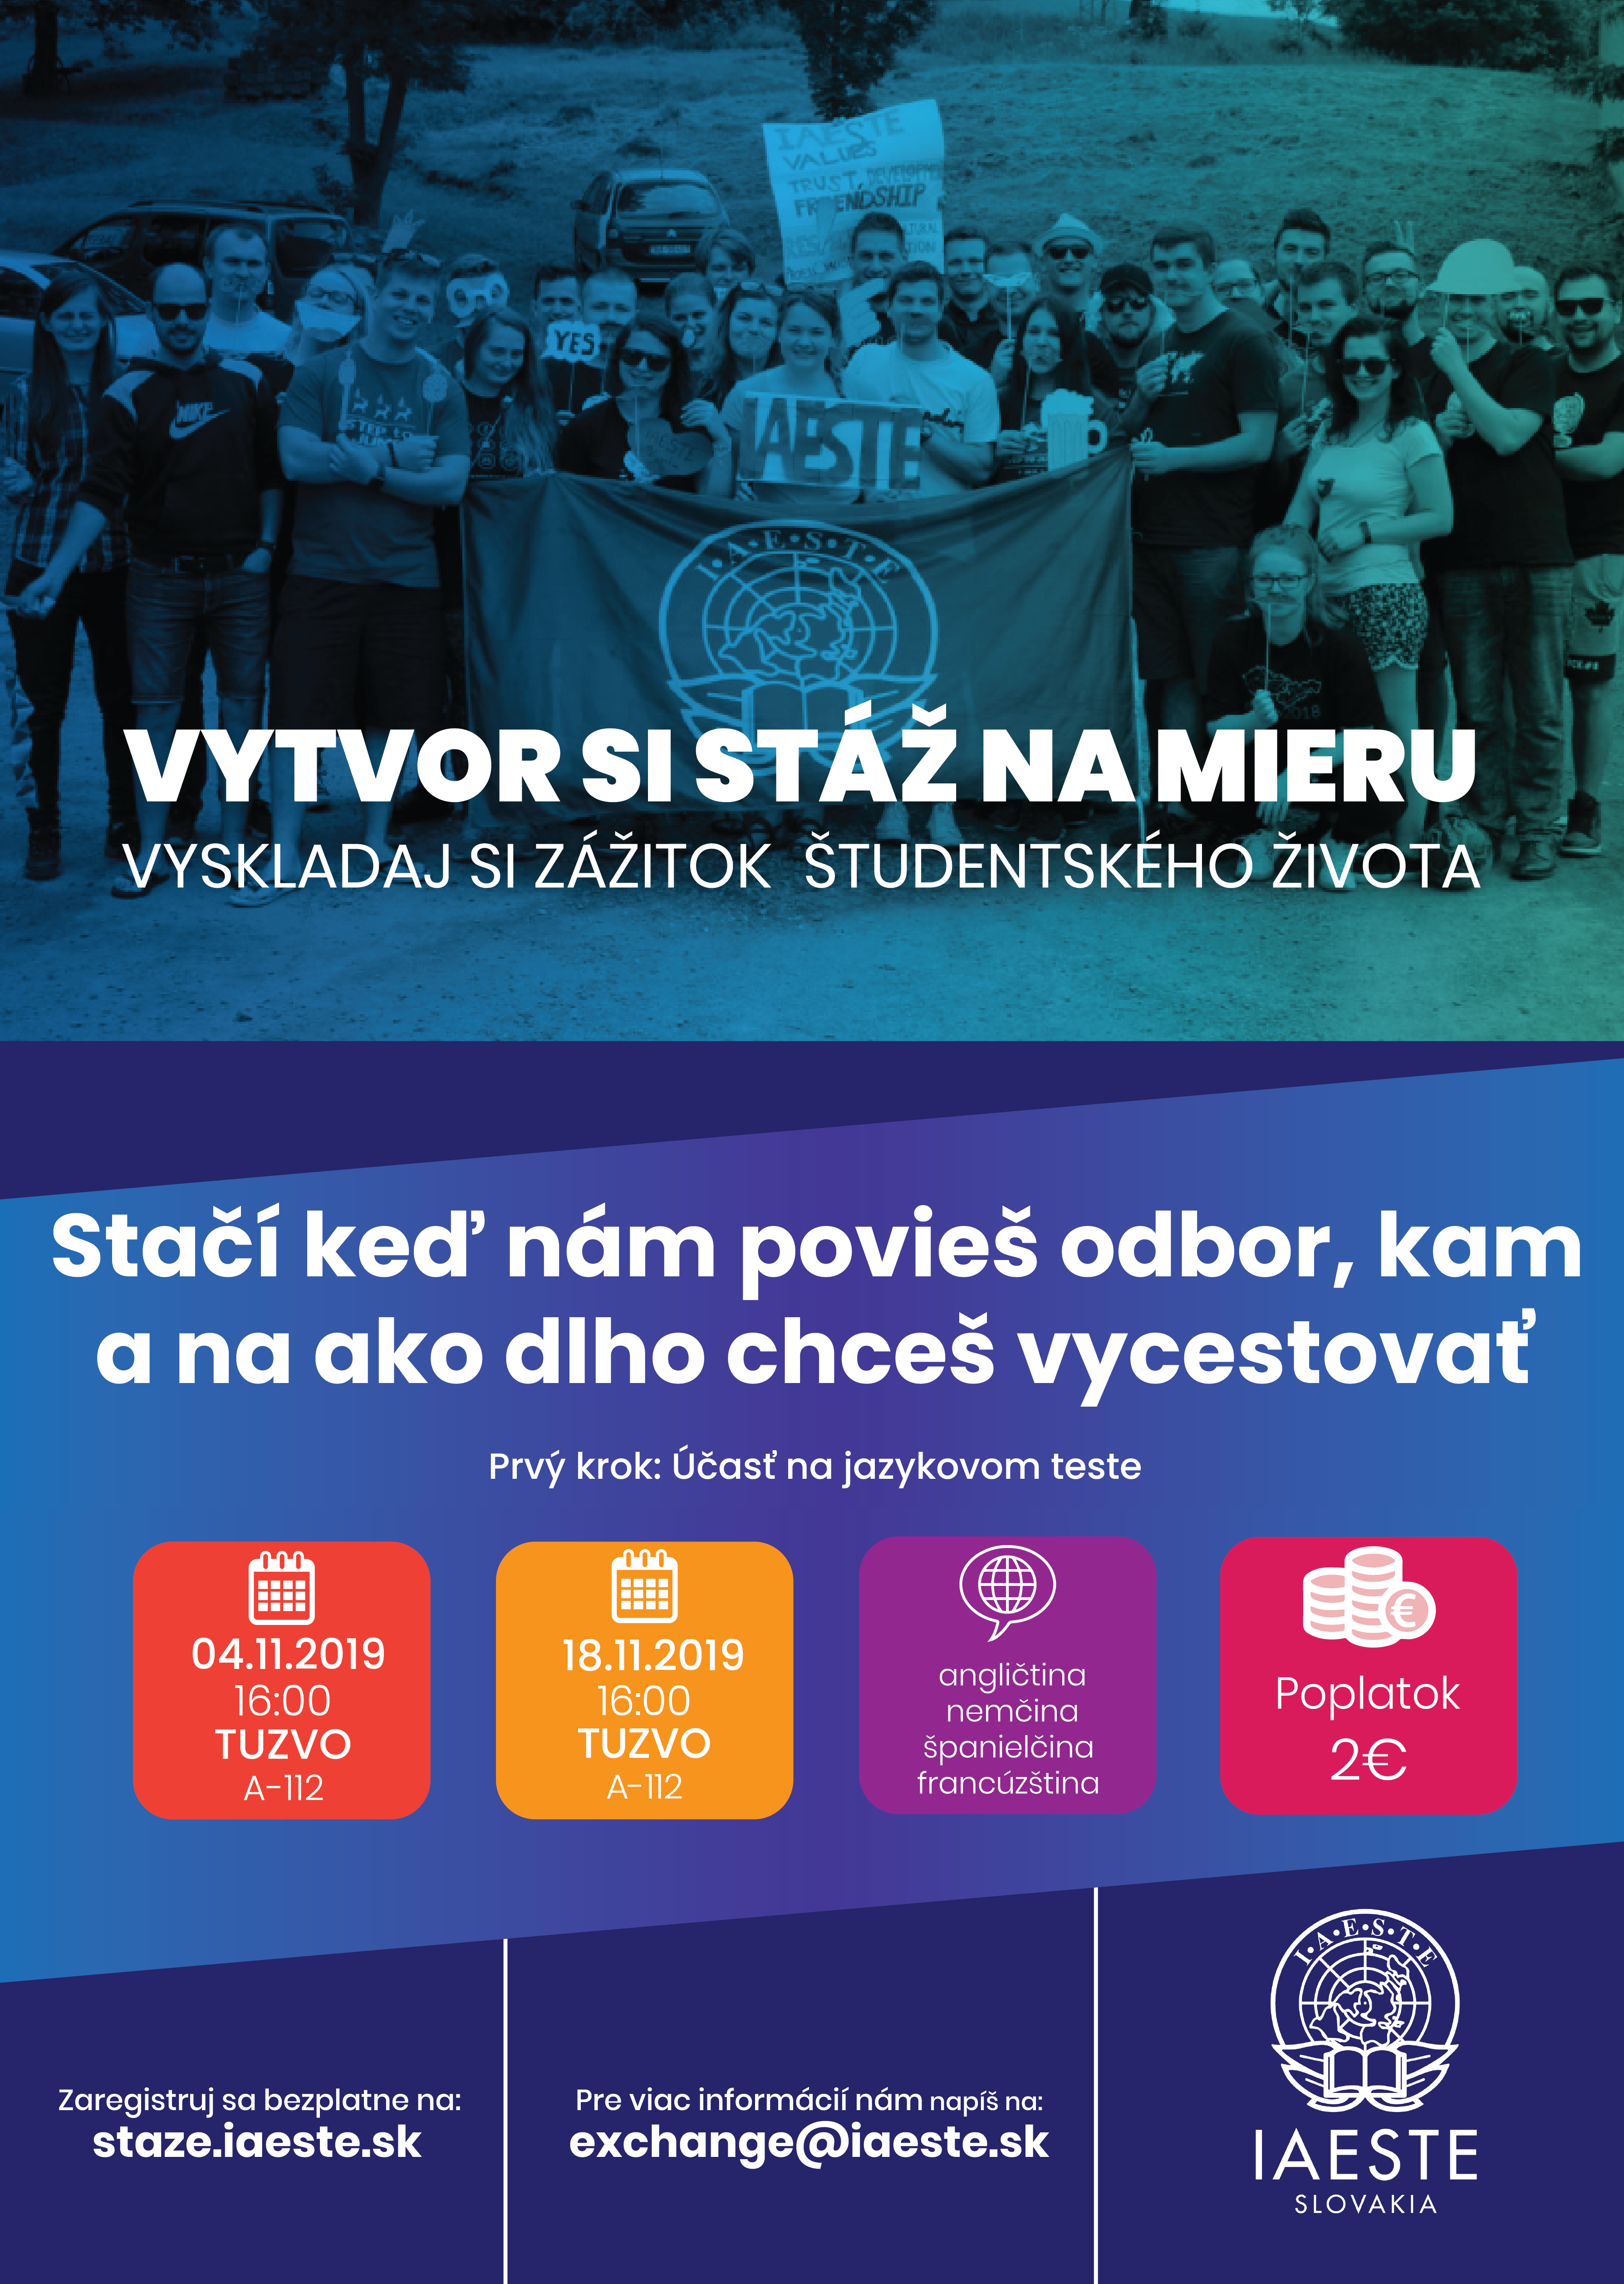 IAESTE
VALUES
TRUST, DEVELOPM
FRIENDSHIP
YES
NIKE
IAESTE
I·A·E·S·T·E
2018
VYTVOR SI STÁŽ NA MIERU
VYSKLADAJ SI ZÁŽITOK ŠTUDENTSKÉHO ŽIVOTA
Stačí keď nám povieš odbor, kam
a na ako dlho chceš vycestovať
Prvý krok: Účasť na jazykovom teste
04.11.2019
16:00
TUZVO
A-112
18.11.2019
16:00
TUZVO
A-112
angličtina
nemčina
španielčina
francúzština
€
Poplatok
2€
Zaregistruj sa bezplatne na:
staze.iaeste.sk
Pre viac informácií nám napíš na:
exchange@iaeste.sk
I·A·E·S·T·E
IAESTE
SLOVAKIA